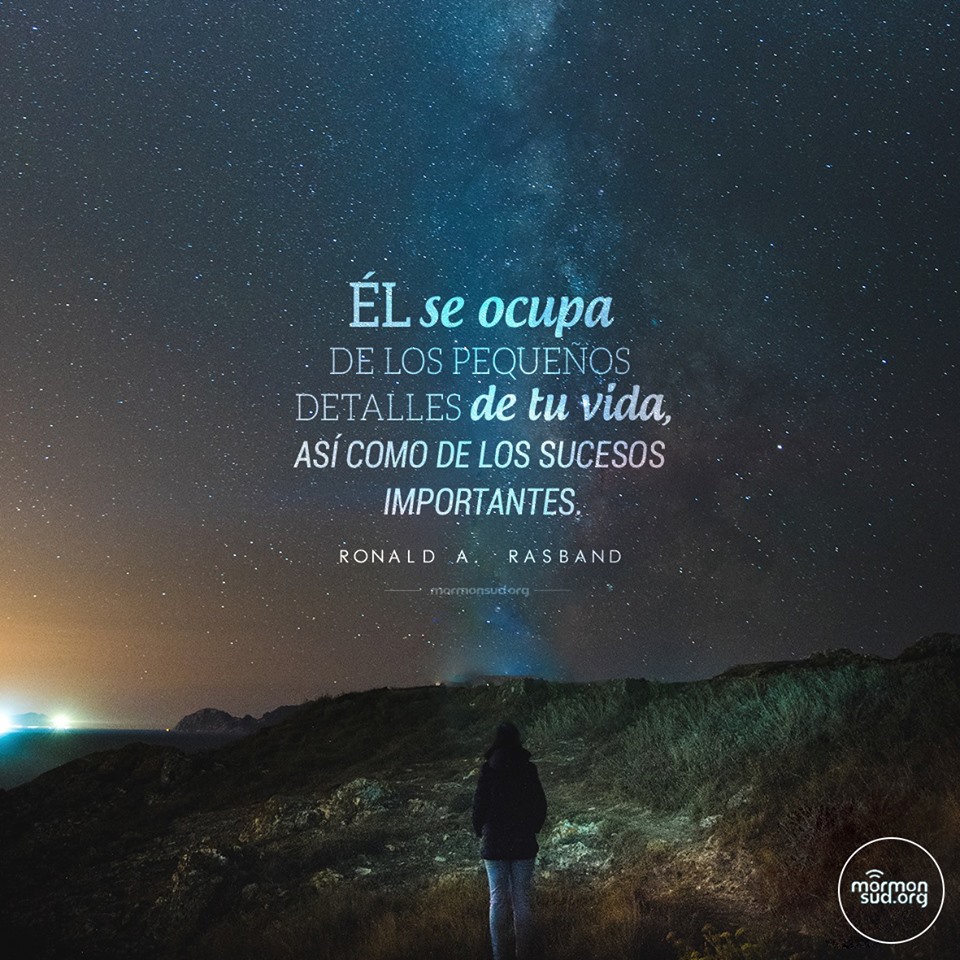 ÉL se ocupa
DE LOS PEQUEÑOS
DETALLES de tu vida,
ASÍ COMO DE LOS SUCESOS
IMPORTANTES.
RONALD A. RASBAND
mormonsud.org
mormon
sud.org